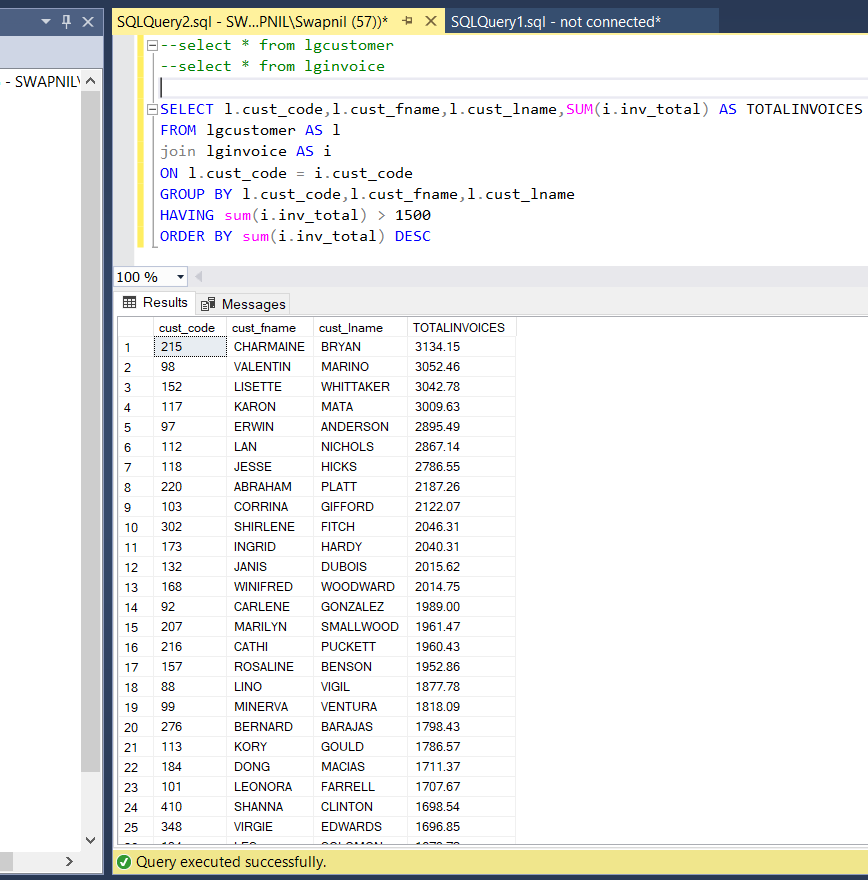 SQLQuery2.sql - SW...PNIL\Swapnil (57))* SQLQuery1.sql - not connected*
- SWAPNIL\
--select * from lgcustomer
--select * from lginvoice
SELECT l.cust_code,l.cust_fname,l.cust_lname,SUM(i.inv_total) AS TOTALINVOICES
FROM lgcustomer AS l
join lginvoice AS i
ON l.cust_code = i.cust_code
GROUP BY l.cust_code,l.cust_fname,l.cust_lname
HAVING sum(i.inv_total) > 1500
ORDER BY sum(i.inv_total) DESC
100 %
Results Messages
cust_code cust_fname cust_lname TOTALINVOICES
1 215 CHARMAINE BRYAN 3134.15
2 98 VALENTIN MARINO 3052.46
3 152 LISETTE WHITTAKER 3042.78
4 117 KARON MATA 3009.63
5 97 ERWIN ANDERSON 2895.49
6 112 LAN NICHOLS 2867.14
7 118 JESSE HICKS 2786.55
8 220 ABRAHAM PLATT 2187.26
9 103 CORRINA GIFFORD 2122.07
10 302 SHIRLENE FITCH 2046.31
11 173 INGRID HARDY 2040.31
12 132 JANIS DUBOIS 2015.62
13 168 WINIFRED WOODWARD 2014.75
14 92 CARLENE GONZALEZ 1989.00
15 207 MARILYN SMALLWOOD 1961.47
16 216 CATHI PUCKETT 1960.43
17 157 ROSALINE BENSON 1952.86
18 88 LINO VIGIL 1877.78
19 99 MINERVA VENTURA 1818.09
20 276 BERNARD BARAJAS 1798.43
21 113 KORY GOULD 1786.57
22 184 DONG MACIAS 1711.37
23 101 LEONORA FARRELL 1707.67
24 410 SHANNA CLINTON 1698.54
25 348 VIRGIE EDWARDS 1696.85
Query executed successfully.